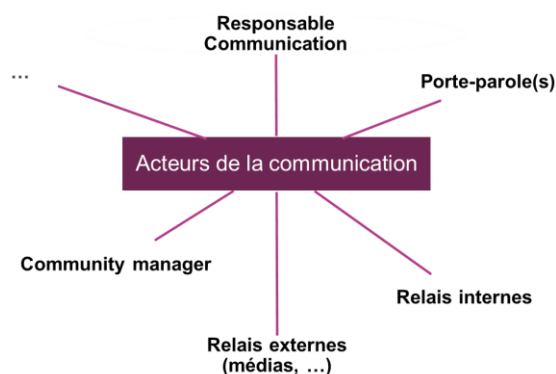 Responsable
Communication
...
Porte-parole(s)
Acteurs de la communication
Community manager
Relais internes
Relais externes
(médias, ...)